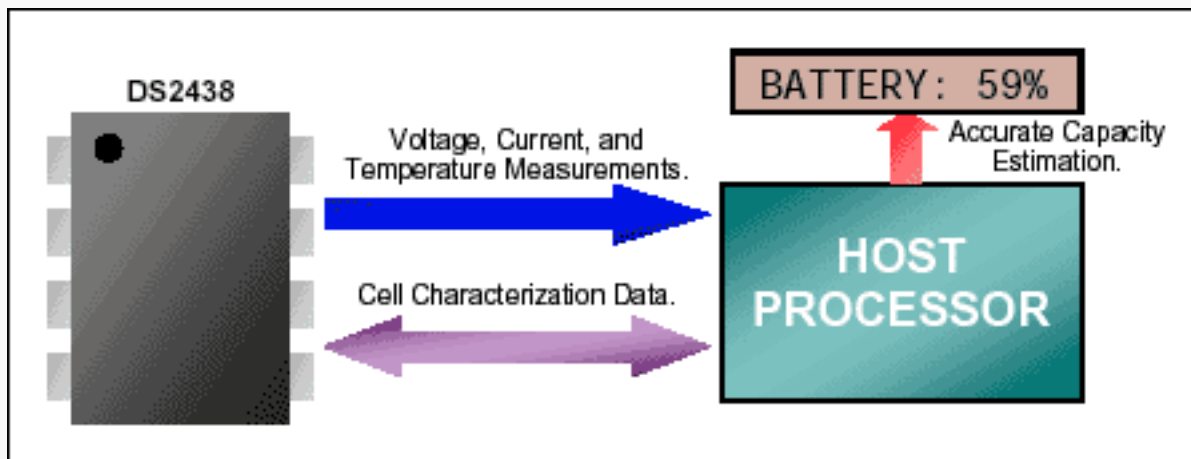 DS2438
Voltage, Current, and
Temperature Measurements.
Cell Characterization Data.
BATTERY: 59%
Accurate Capacity
Estimation.
HOST
PROCESSOR